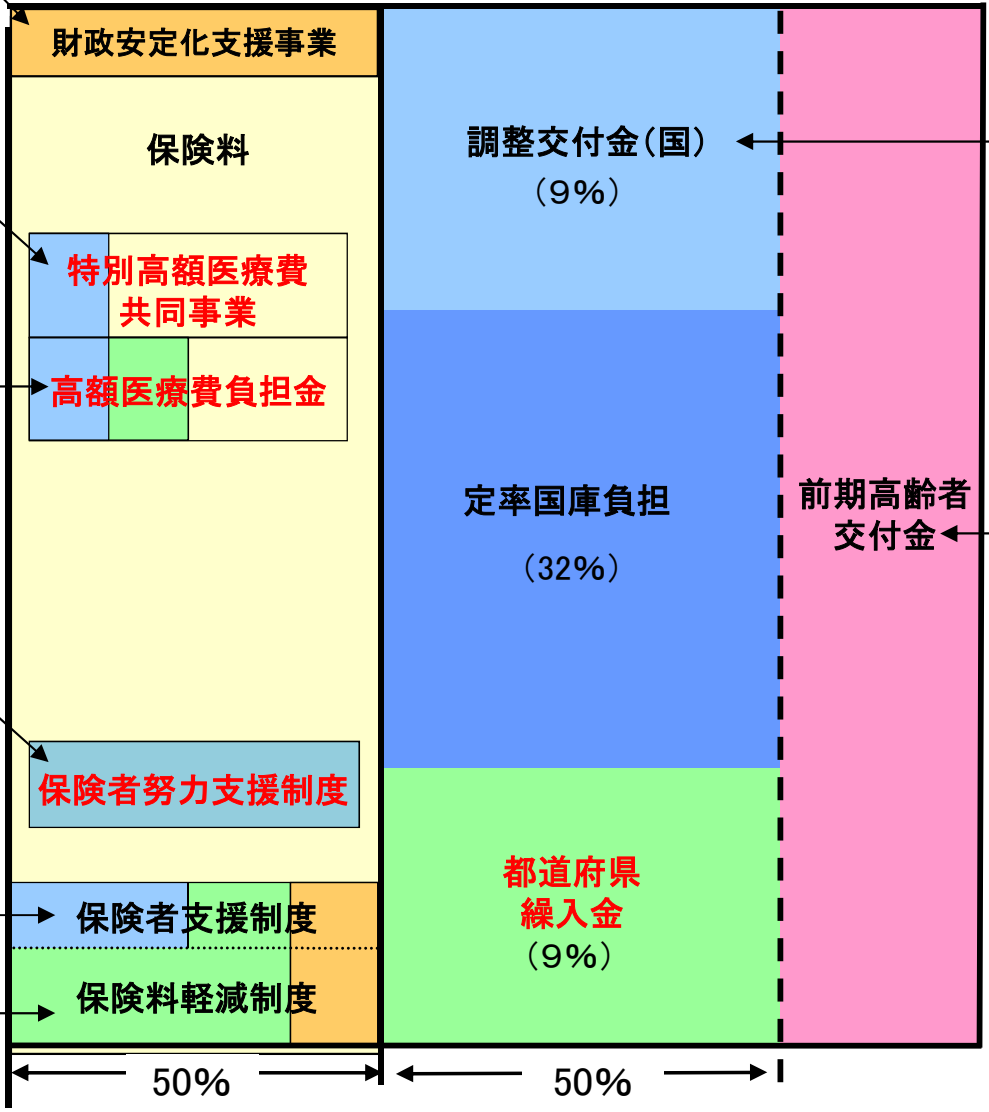 財政安定化支援事業
保険料
特別高額医療費
共同事業
高額医療費負担金
保険者努力支援制度
保険者支援制度
保険料軽減制度
50%
調整交付金(国)
(9%)
定率国庫負担
(32%)
都道府県
繰入金
(9%)
50%
前期高齢者
交付金